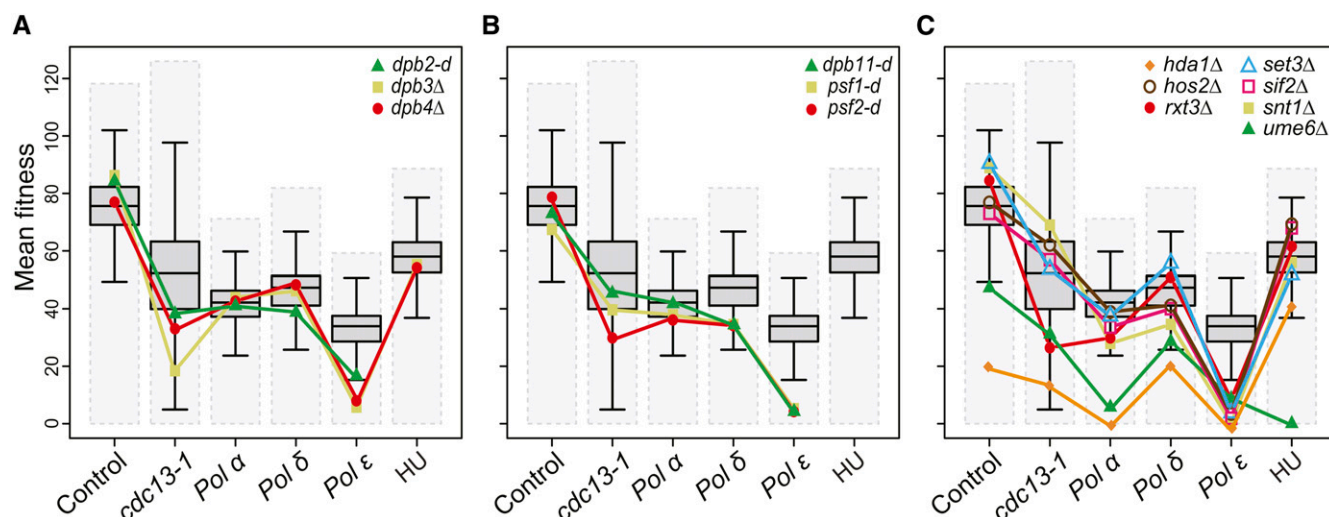 A
B
C
Mean fitness
120
100
80
60
40
20
0
dpb2-d
dpb3Δ
dpb4Δ
Control
cdc13-1
Pol α
Pol δ
Pol ε
HU
dpb11-d
psf1-d
psf2-d
Control
cdc13-1
Pol α
Pol δ
Pol ε
HU
hda1Δ set3Δ
hos2Δ sif2Δ
rxt3Δ snt1Δ
ume6Δ
Control
cdc13-1
Pol α
Pol δ
Pol ε
HU